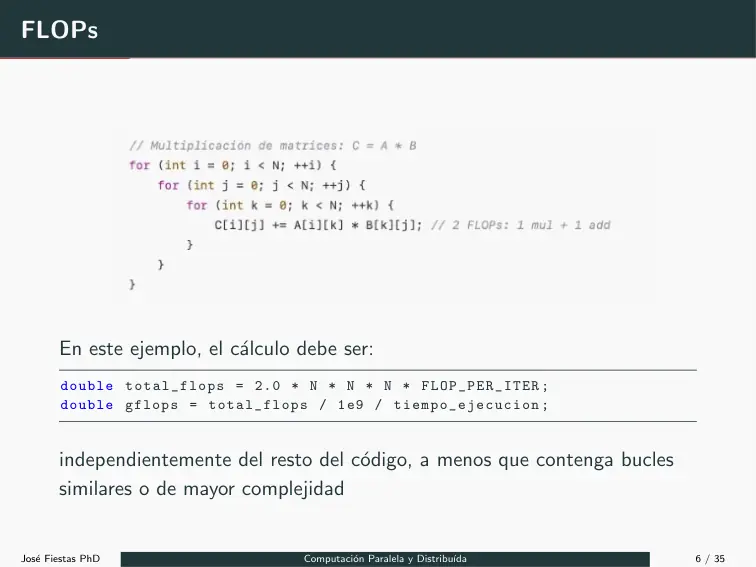 FLOPs
// Multiplicación de matrices: C = A * B
for (int i = 0; i < N; ++i) {
for (int j = 0; j < N; ++j) {
for (int k = 0; k < N; ++k) {
C[i][j] += A[i][k] * B[k][j]; // 2 FLOPs: 1 mul + 1 add
}
}
}
En este ejemplo, el cálculo debe ser:
double total_flops = 2.0 * N * N * N * FLOP_PER_ITER;
double gflops = total_flops / 1e9 / tiempo_ejecucion;
independientemente del resto del código, a menos que contenga bucles
similares o de mayor complejidad
José Fiestas PhD
Computación Paralela y Distribuída
6 / 35